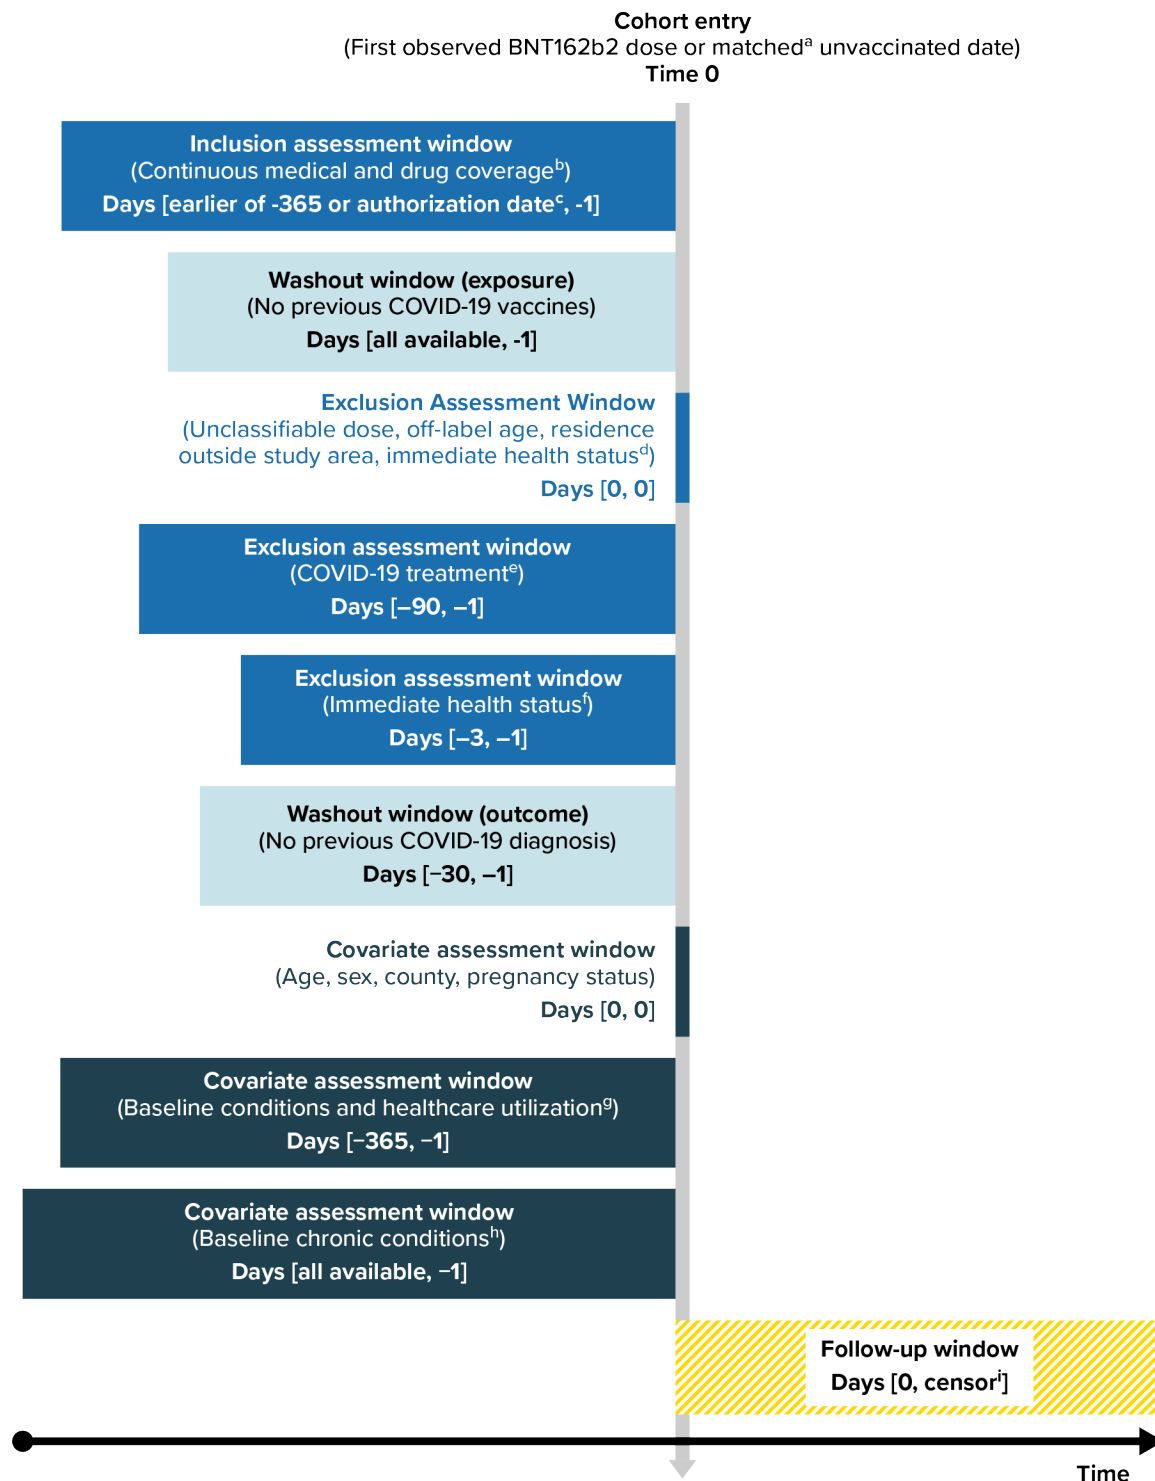 Cohort entry
(First observed BNT162b2 dose or matchedᵃ unvaccinated date)
Time 0
Inclusion assessment window
(Continuous medical and drug coverageᵇ)
Days [earlier of -365 or authorization dateᶜ, -1]
Washout window (exposure)
(No previous COVID-19 vaccines)
Days [all available, -1]
Exclusion Assessment Window
(Unclassifiable dose, off-label age, residence
outside study area, immediate health statusᵈ)
Days [0, 0]
Exclusion assessment window
(COVID-19 treatmentᵉ)
Days [–90, –1]
Exclusion assessment window
(Immediate health statusᶠ)
Days [–3, –1]
Washout window (outcome)
(No previous COVID-19 diagnosis)
Days [−30, –1]
Covariate assessment window
(Age, sex, county, pregnancy status)
Days [0, 0]
Covariate assessment window
(Baseline conditions and healthcare utilizationᵍ)
Days [−365, −1]
Covariate assessment window
(Baseline chronic conditionsʰ)
Days [all available, −1]
Follow-up window
Days [0, censorⁱ]
Time